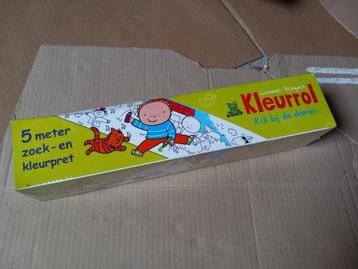 5 meter
zoek- en
kleurpret
Liesbet Slegers
Kleurrol
Rik bij de dieren